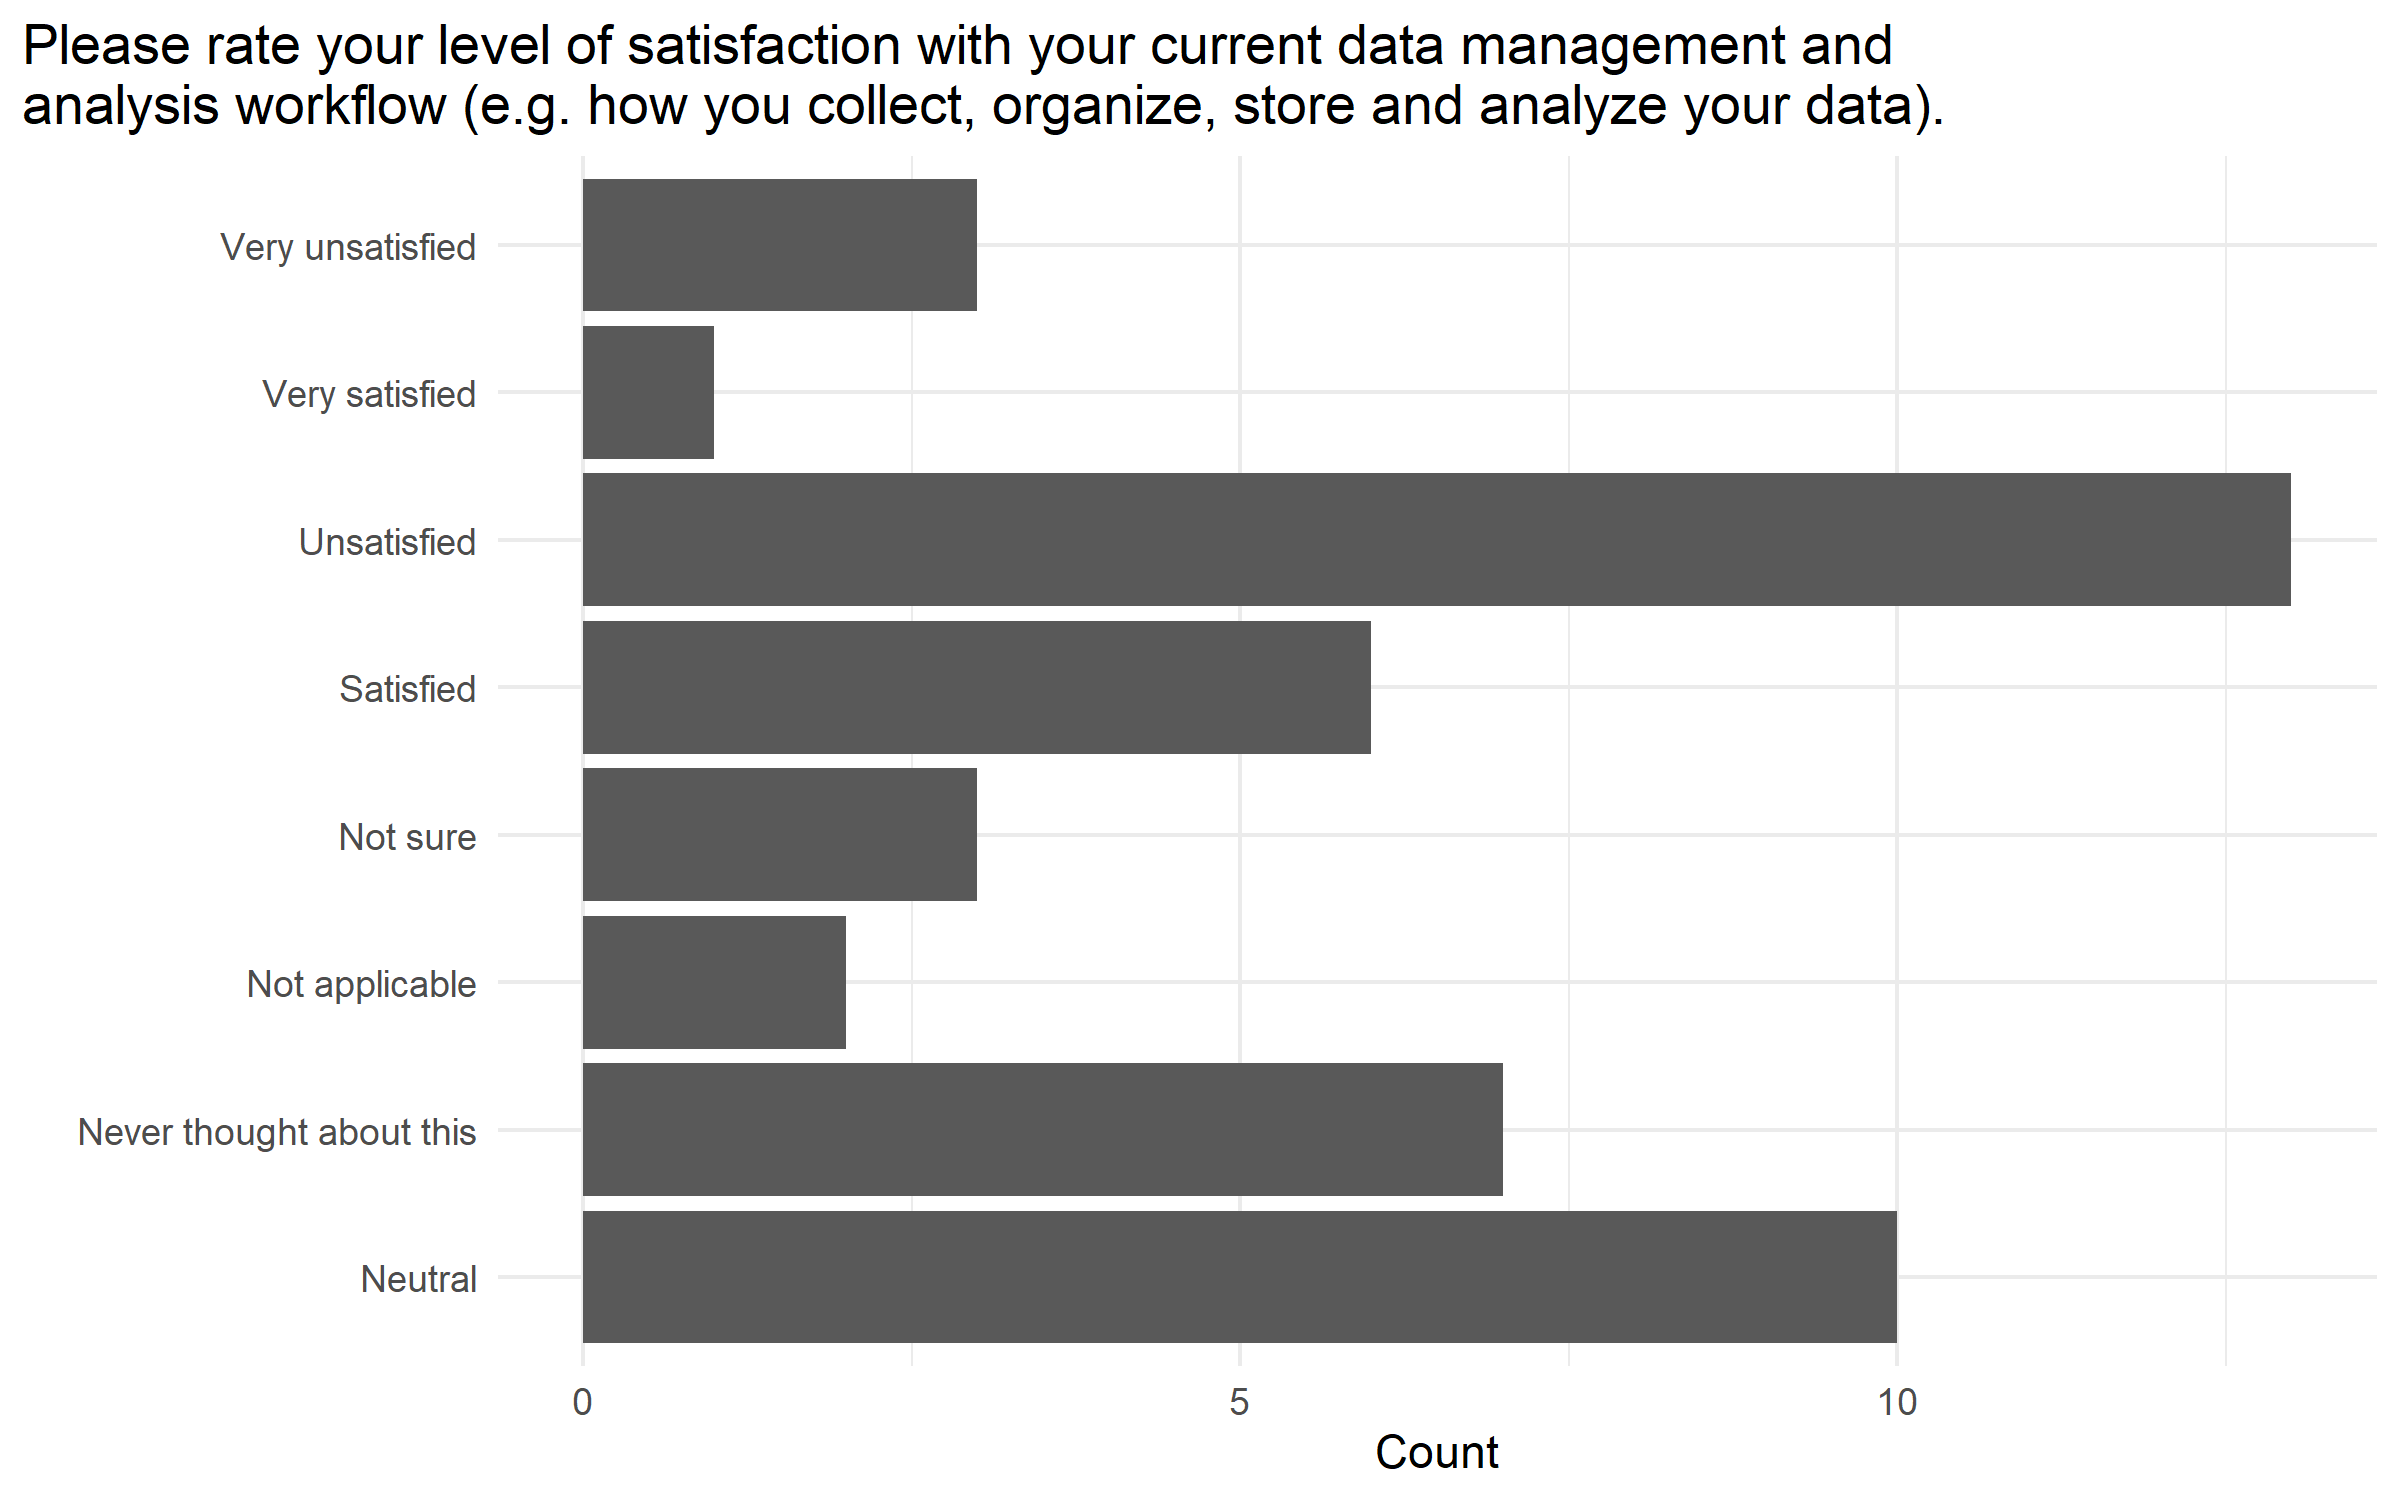 Please rate your level of satisfaction with your current data management and
analysis workflow (e.g. how you collect, organize, store and analyze your data).
Very unsatisfied
Very satisfied
Unsatisfied
Satisfied
Not sure
Not applicable
Never thought about this
Neutral
0 5 10
Count